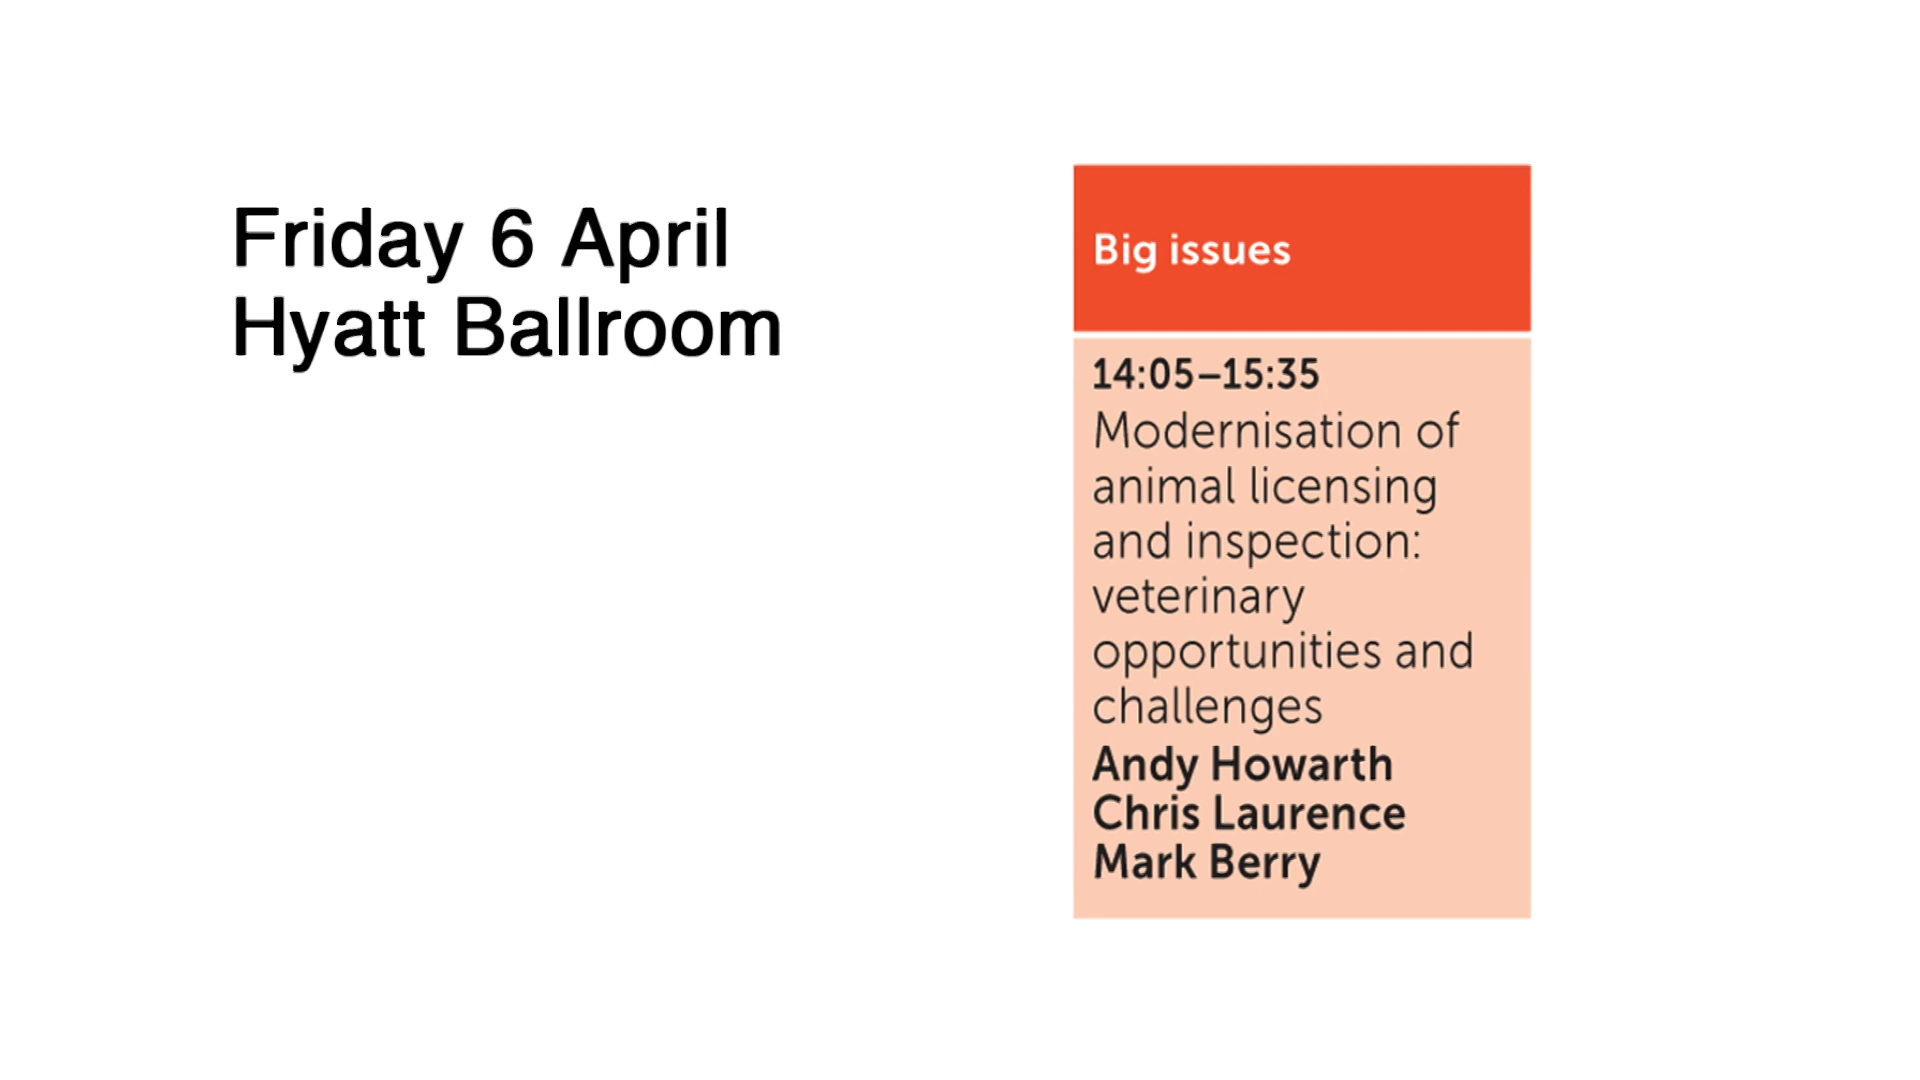 Friday 6 April
Hyatt Ballroom
Big issues
14:05–15:35
Modernisation of
animal licensing
and inspection:
veterinary
opportunities and
challenges
Andy Howarth
Chris Laurence
Mark Berry